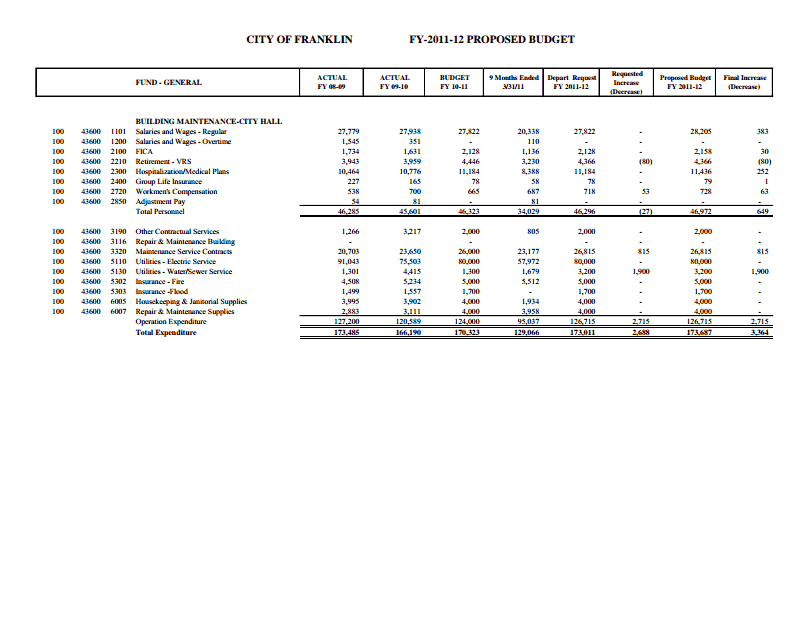 CITY OF FRANKLIN FY-2011-12 PROPOSED BUDGET
FUND - GENERAL ACTUAL FY 08-09 ACTUAL FY 09-10 BUDGET FY 10-11 9 Months Ended 3/31/11 Depart Request FY 2011-12 Requested Increase (Decrease) Proposed Budget FY 2011-12 Final Increase (Decrease)
BUILDING MAINTENANCE-CITY HALL
100 43600 1101 Salaries and Wages - Regular 27,779 27,938 27,822 20,338 27,822 - 28,205 383
100 43600 1200 Salaries and Wages - Overtime 1,545 351 - 110 - - - -
100 43600 2100 FICA 1,734 1,631 2,128 1,136 2,128 - 2,158 30
100 43600 2210 Retirement - VRS 3,943 3,959 4,446 3,230 4,366 (80) 4,366 (80)
100 43600 2300 Hospitalization/Medical Plans 10,464 10,776 11,184 8,388 11,184 - 11,436 252
100 43600 2400 Group Life Insurance 227 165 78 58 78 - 79 1
100 43600 2720 Workmen's Compensation 538 700 665 687 718 53 728 63
100 43600 2850 Adjustment Pay 54 81 - 81 - - - -
Total Personnel 46,285 45,601 46,323 34,029 46,296 (27) 46,972 649
100 43600 3190 Other Contractual Services 1,266 3,217 2,000 805 2,000 - 2,000 -
100 43600 3116 Repair & Maintenance Building - - - - - - - -
100 43600 3320 Maintenance Service Contracts 20,703 23,650 26,000 23,177 26,815 815 26,815 815
100 43600 5110 Utilities - Electric Service 91,043 75,503 80,000 57,972 80,000 - 80,000 -
100 43600 5130 Utilities - Water/Sewer Service 1,301 4,415 1,300 1,679 3,200 1,900 3,200 1,900
100 43600 5302 Insurance - Fire 4,508 5,234 5,000 5,512 5,000 - 5,000 -
100 43600 5303 Insurance -Flood 1,499 1,557 1,700 - 1,700 - 1,700 -
100 43600 6005 Housekeeping & Janitorial Supplies 3,995 3,902 4,000 1,934 4,000 - 4,000 -
100 43600 6007 Repair & Maintenance Supplies 2,883 3,111 4,000 3,958 4,000 - 4,000 -
Operation Expenditure 127,200 120,589 124,000 95,037 126,715 2,715 126,715 2,715
Total Expenditure 173,485 166,190 170,323 129,066 173,011 2,688 173,687 3,364